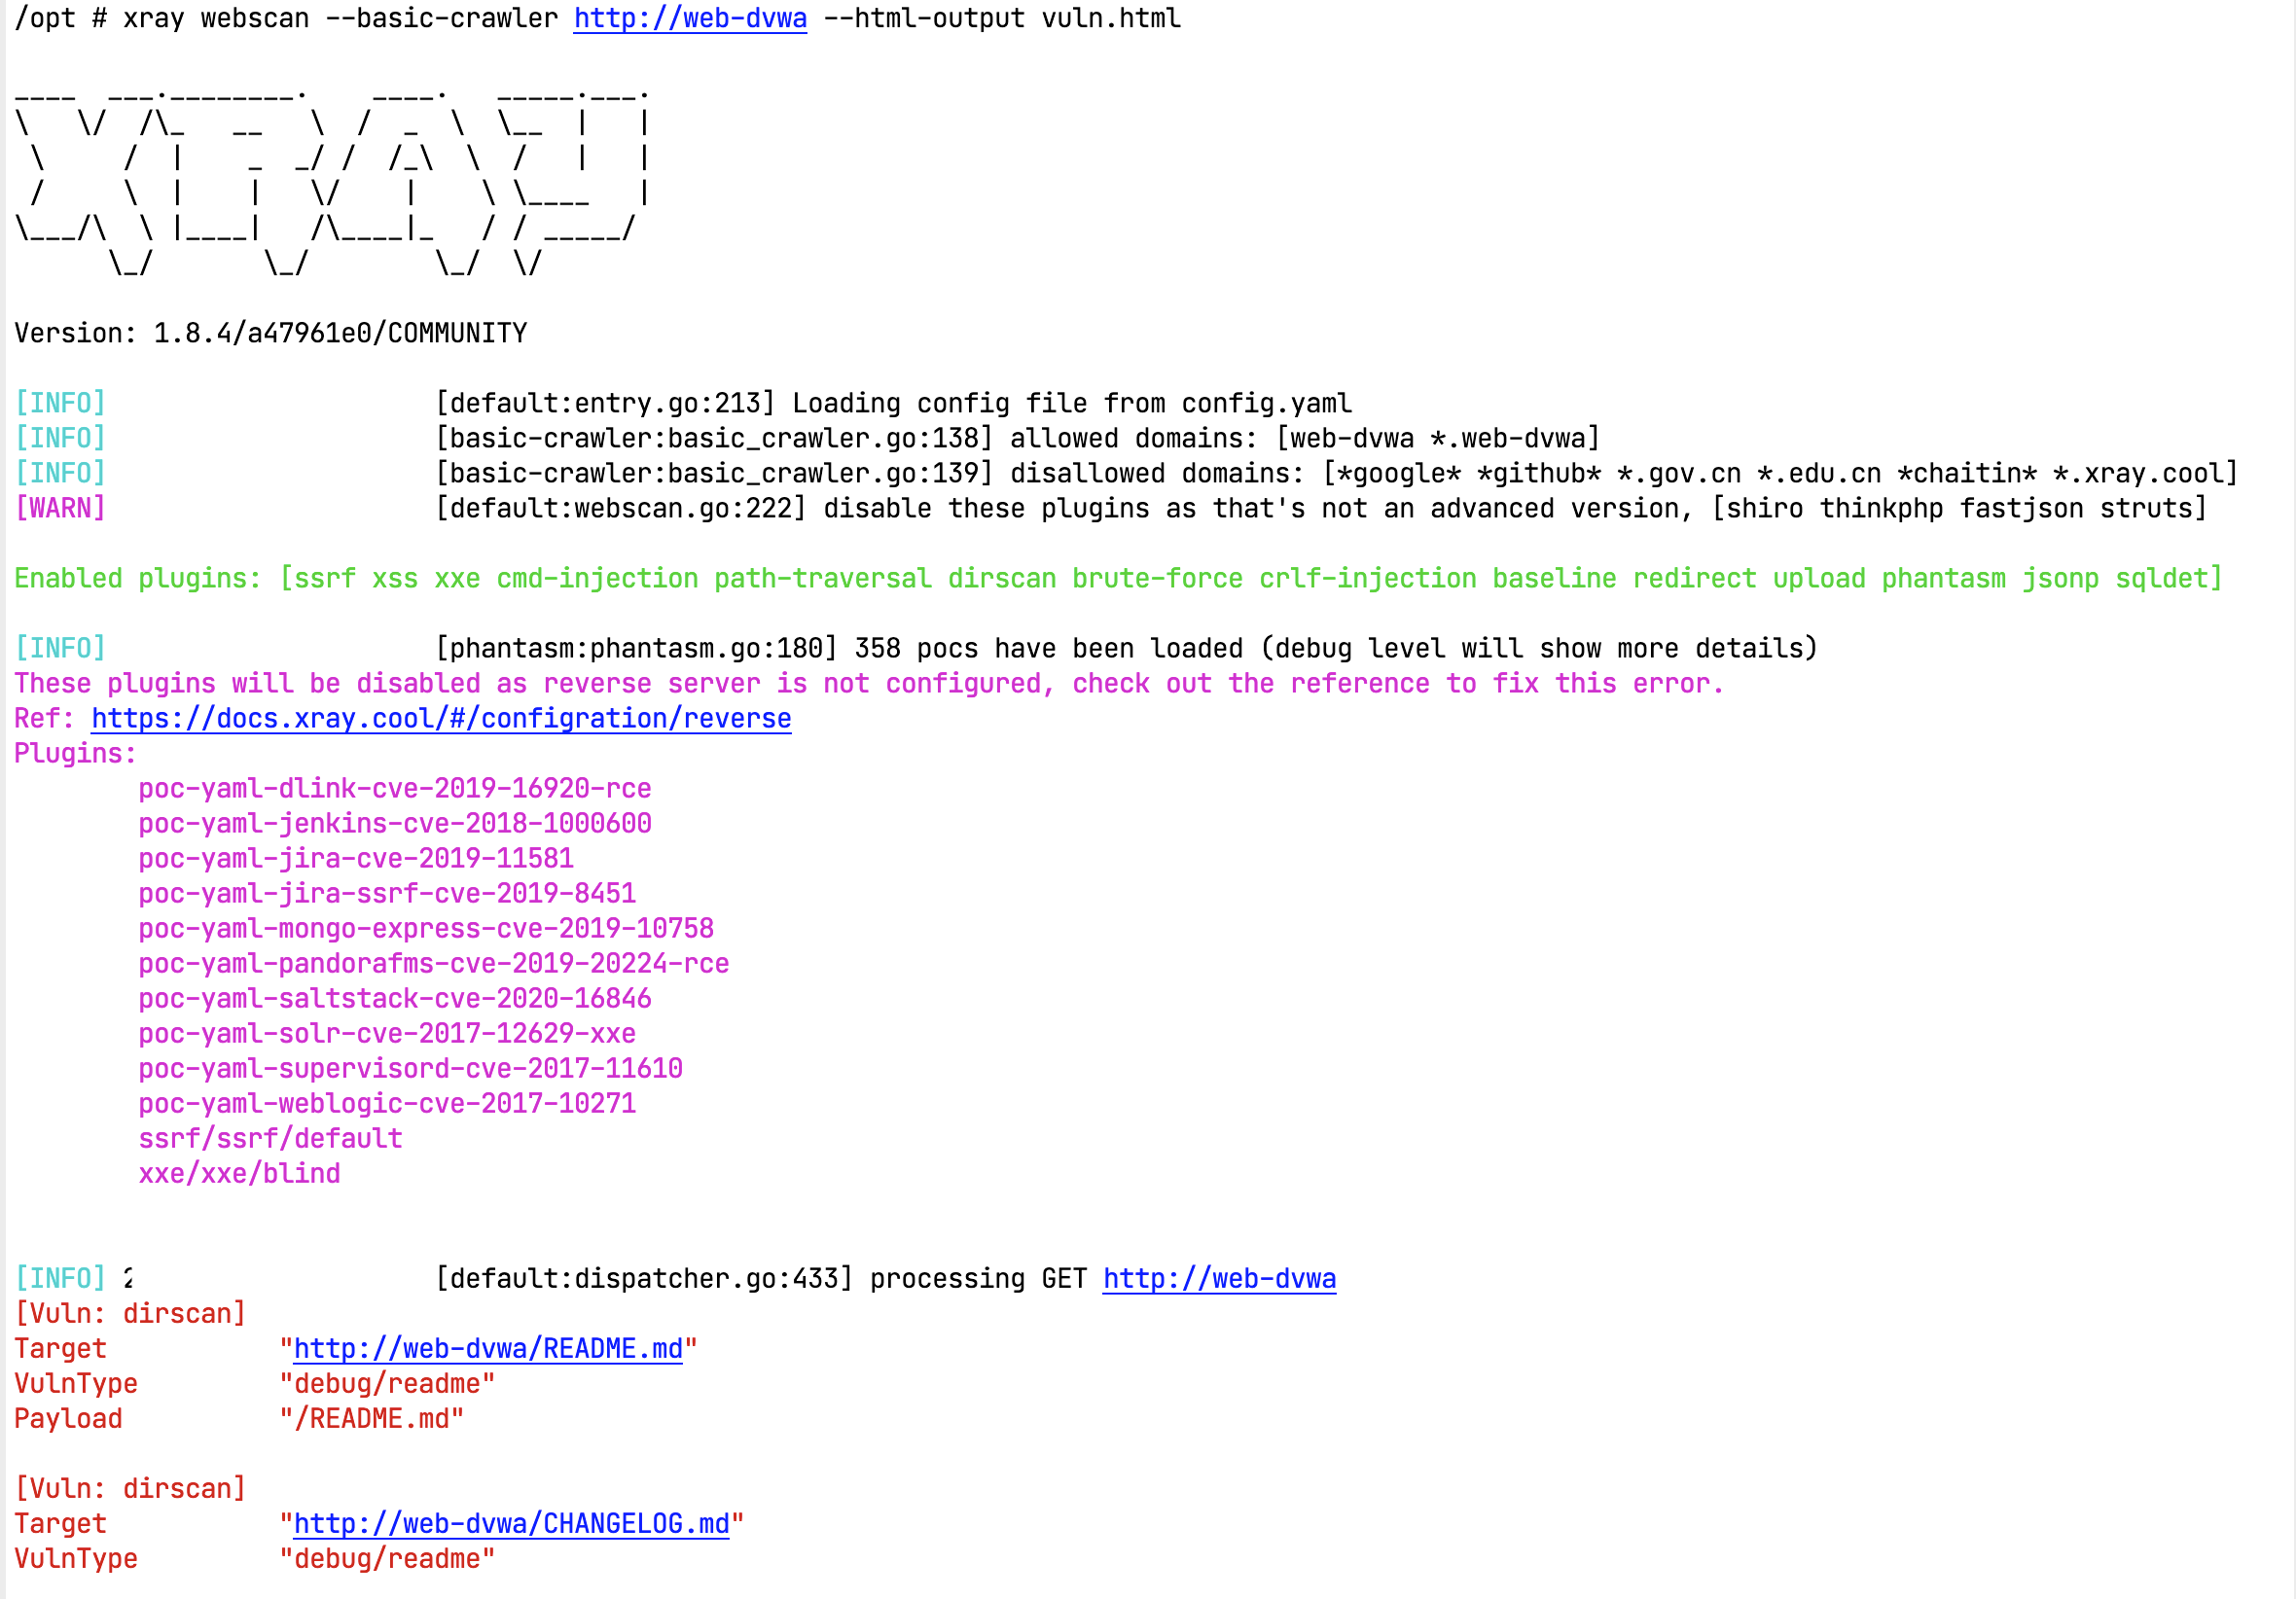 /opt # xray webscan --basic-crawler http://web-dvwa --html-output vuln.html
____  ___.________.    ____.   _____.___.
\   \/  /\_   __   \  /  _  \  \__  |   |
 \     /  |    _  _/ /  /_\  \  /   |   |
 /     \  |    |   \/    |    \ \____   |
\___/\  \ |____|   /\____|_   / / _____/
      \_/       \_/        \_/  \/
Version: 1.8.4/a47961e0/COMMUNITY
[INFO] [default:entry.go:213] Loading config file from config.yaml
[INFO] [basic-crawler:basic_crawler.go:138] allowed domains: [web-dvwa *.web-dvwa]
[INFO] [basic-crawler:basic_crawler.go:139] disallowed domains: [*google* *github* *.gov.cn *.edu.cn *chaitin* *.xray.cool]
[WARN] [default:webscan.go:222] disable these plugins as that's not an advanced version, [shiro thinkphp fastjson struts]
Enabled plugins: [ssrf xss xxe cmd-injection path-traversal dirscan brute-force crlf-injection baseline redirect upload phantasm jsonp sqldet]
[INFO] [phantasm:phantasm.go:180] 358 pocs have been loaded (debug level will show more details)
These plugins will be disabled as reverse server is not configured, check out the reference to fix this error.
Ref: https://docs.xray.cool/#/configration/reverse
Plugins:
poc-yaml-dlink-cve-2019-16920-rce
poc-yaml-jenkins-cve-2018-1000600
poc-yaml-jira-cve-2019-11581
poc-yaml-jira-ssrf-cve-2019-8451
poc-yaml-mongo-express-cve-2019-10758
poc-yaml-pandorafms-cve-2019-20224-rce
poc-yaml-saltstack-cve-2020-16846
poc-yaml-solr-cve-2017-12629-xxe
poc-yaml-supervisord-cve-2017-11610
poc-yaml-weblogic-cve-2017-10271
ssrf/ssrf/default
xxe/xxe/blind
[INFO] [default:dispatcher.go:433] processing GET http://web-dvwa
[Vuln: dirscan]
Target "http://web-dvwa/README.md"
VulnType "debug/readme"
Payload "/README.md"
[Vuln: dirscan]
Target "http://web-dvwa/CHANGELOG.md"
VulnType "debug/readme"